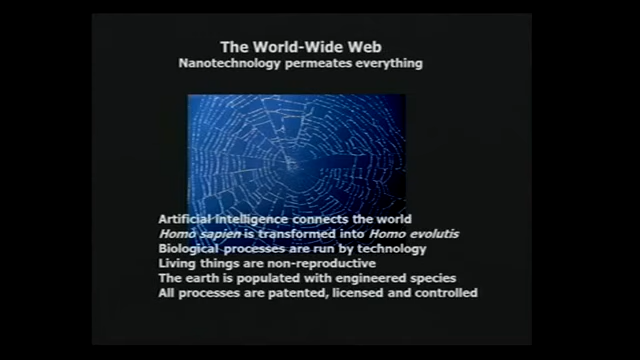 The World-Wide Web
Nanotechnology permeates everything
Artificial intelligence connects the world
Homo sapien is transformed into Homo evolutis
Biological processes are run by technology
Living things are non-reproductive
The earth is populated with engineered species
All processes are patented, licensed and controlled